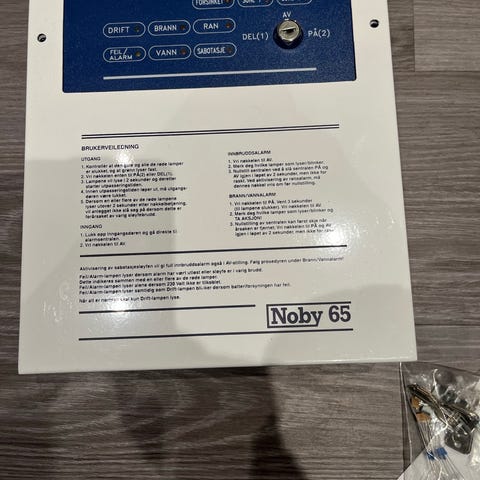 FORSINKET
AV
DRIFT BRANN RAN
DEL(1) PÅ(2)
FEIL/
ALARM VANN SABOTASJE
BRUKERVEILEDNING
UTGANG
1. Kontrollér at den gule og alle de røde lamper
er slukket, og at grønn lyser fast.
2. Vri nøkkelen enten til PÅ(2) eller DEL(1).
3. Lampene vil lyse i 2 sekunder og deretter
starter utpasseringstiden.
4. Innen utpasseringstiden løper ut, må utgangs-
døren være lukket.
5. Dersom en eller flere av de røde lampene
lyser utover 2 sekunder eller nøkkelbetjening,
vil anlegget ikke slå seg på dersom dette er
forårsaket av varig sløyfebrudd.
INNGANG
1. Lukk opp inngangsdøren og gå direkte til
alarmsentralen.
2. Vri nøkkelen til AV.
INNBRUDDSALARM
1. Vri nøkkelen til AV.
2. Merk deg hvilke lamper som lyser/blinker.
3. Nullstill sentralen ved å slå sentralen PÅ og
AV igjen i løpet av 2 sekunder, men ikke for
raskt. Ved aktivisering av ransalarm, må
denne nøkkel vris om før nullstilling.
BRANN/VANNALARM
1. Vri nøkkelen til PÅ. Vent 3 sekunder
(til lampene slukker). Vri nøkkelen til AV.
2. Merk deg hvilke lamper som lyser/blinker og
TA AKSJON!
3. Nullstilling av sentralen kan først skje når
årsaken er fjernet. Vri nøkkelen til PÅ og AV
igjen i løpet av 2 sekunder, men ikke for raskt.
Aktivisering av sabotasjesløyfen vil gi full innbruddsalarm også i AV-stilling. Følg prosedyren under Brann/Vannalarm!
Feil/Alarm-lampen lyser dersom alarm har vært utløst eller sløyfe er i varig brudd.
Dette indikeres sammen med en eller flere av de røde lamper.
Feil/Alarm-lampen lyser alene dersom 230 Volt ikke er tilkoblet.
Feil/Alarm-lampen lyser samtidig som Drift-lampen blinker dersom batteriforsyningen har feil.
Når alt er normalt skal kun Drift-lampen lyse.
Noby 65